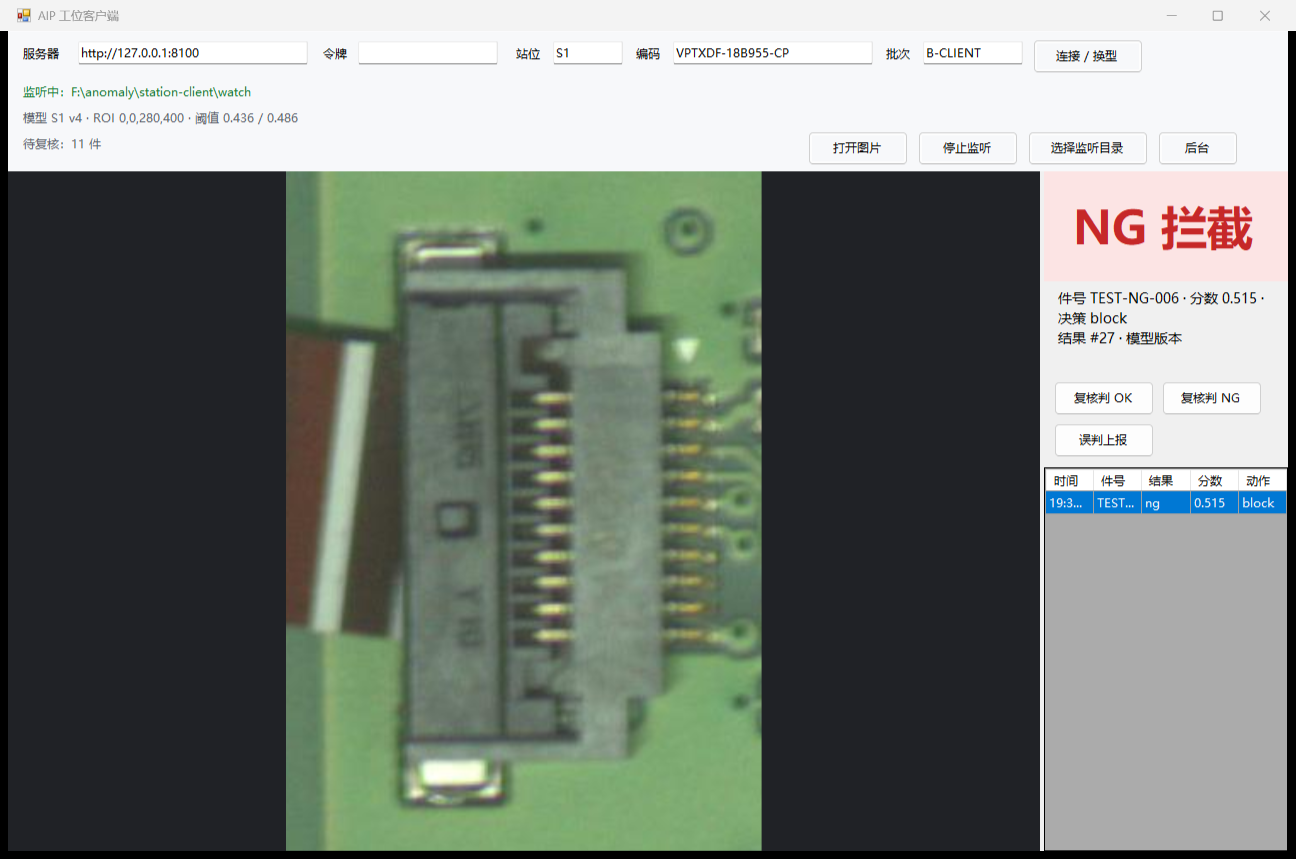 AIP 工位客户端
服务器 http://127.0.0.1:8100 令牌 站位 S1 编码 VPTXDF-18B955-CP 批次 B-CLIENT 连接 / 换型
监听中: F:\anomaly\station-client\watch
模型 S1 v4 · ROI 0,0,280,400 · 阈值 0.436 / 0.486
待复核: 11 件
打开图片 停止监听 选择监听目录 后台
NG 拦截
件号 TEST-NG-006 · 分数 0.515 ·
决策 block
结果 #27 · 模型版本
复核判 OK 复核判 NG
误判上报
时间 件号 结果 分数 动作
19:3... TEST... ng 0.515 block